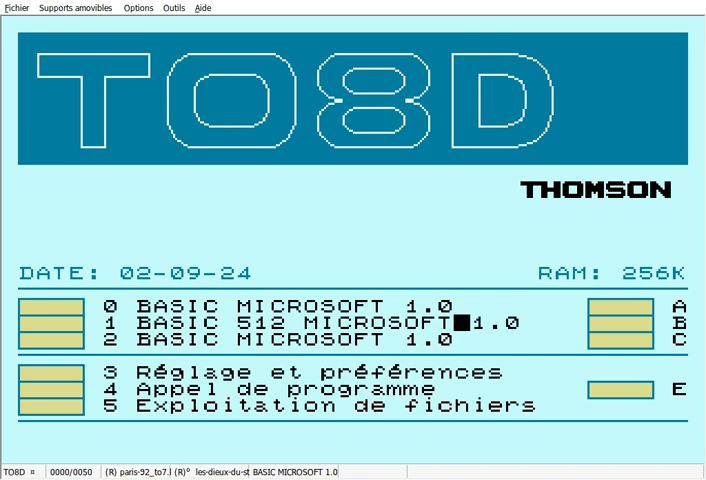 Fichier Supports amovibles Options Outils Aide
TO8D
THOMSON
DATE: 02-09-24 RAM: 256K
0 BASIC MICROSOFT 1.0 A
1 BASIC 512 MICROSOFT 1.0 B
2 BASIC MICROSOFT 1.0 C
3 Réglage et préférences
4 Appel de programme E
5 Exploitation de fichiers
TO8D ¤ 0000/0050 (R) paris-92_to7.l (R)° les-dieux-du-st BASIC MICROSOFT 1.0